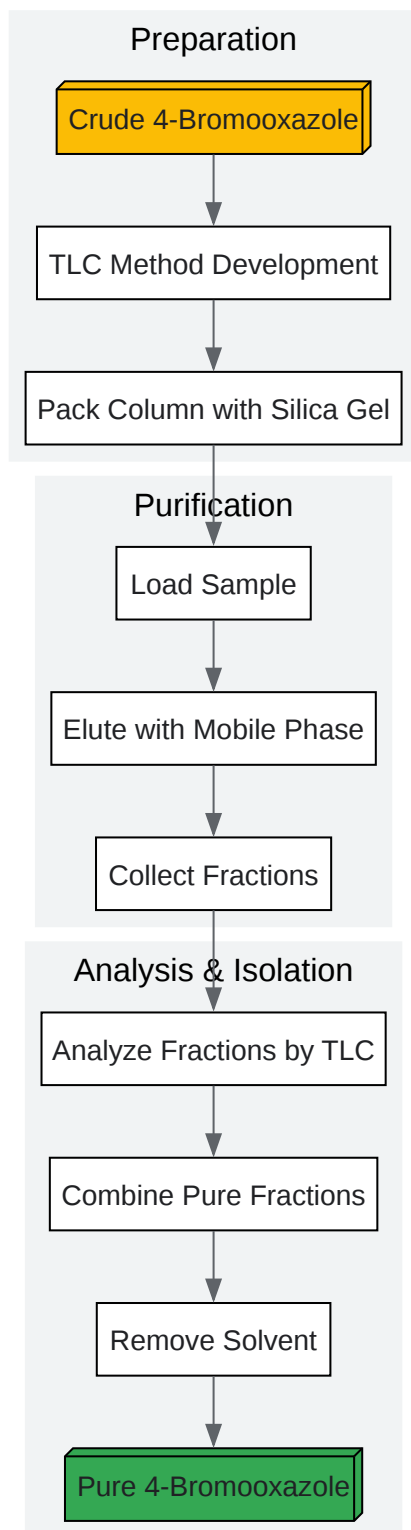 Preparation
Crude 4-Bromooxazole
TLC Method Development
Pack Column with Silica Gel
Purification
Load Sample
Elute with Mobile Phase
Collect Fractions
Analysis & Isolation
Analyze Fractions by TLC
Combine Pure Fractions
Remove Solvent
Pure 4-Bromooxazole